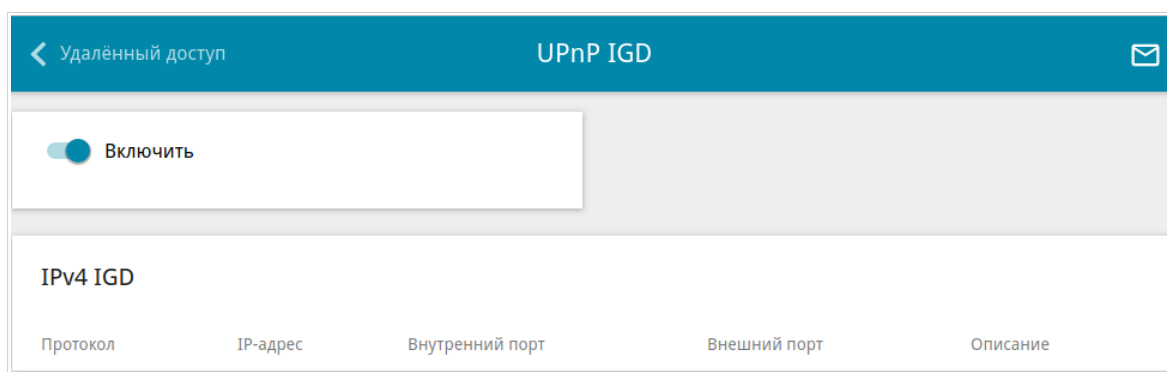 Удалённый доступ UPnP IGD
Включить
IPv4 IGD
Протокол IP-адрес Внутренний порт Внешний порт Описание